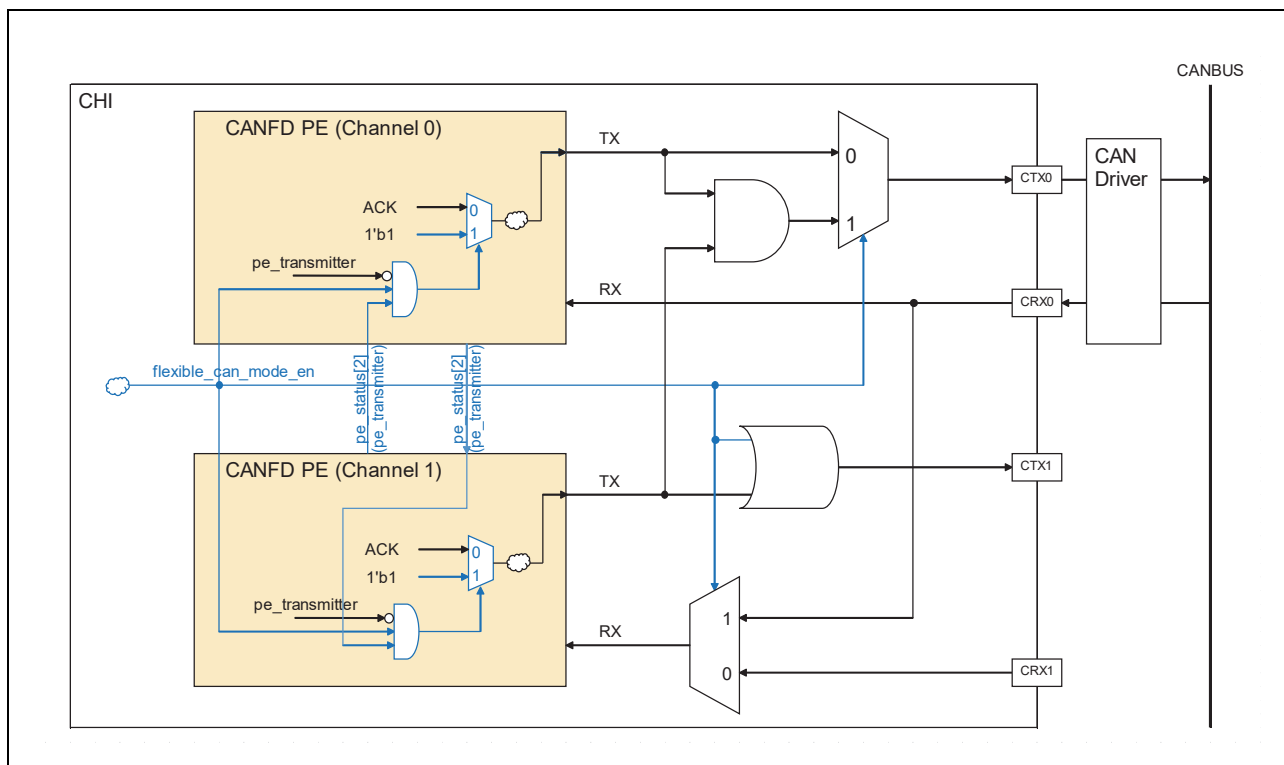 CANBUS
CHI
CANFD PE (Channel 0)
TX
0
CAN
Driver
ACK
0
CTX0
1'b1
1
1
pe_transmitter
RX
CRX0
flexible_can_mode_en
pe_status[2]
(pe_transmitter)
pe_status[2]
(pe_transmitter)
CANFD PE (Channel 1)
CTX1
TX
ACK
0
1'b1
1
pe_transmitter
RX
1
0
CRX1